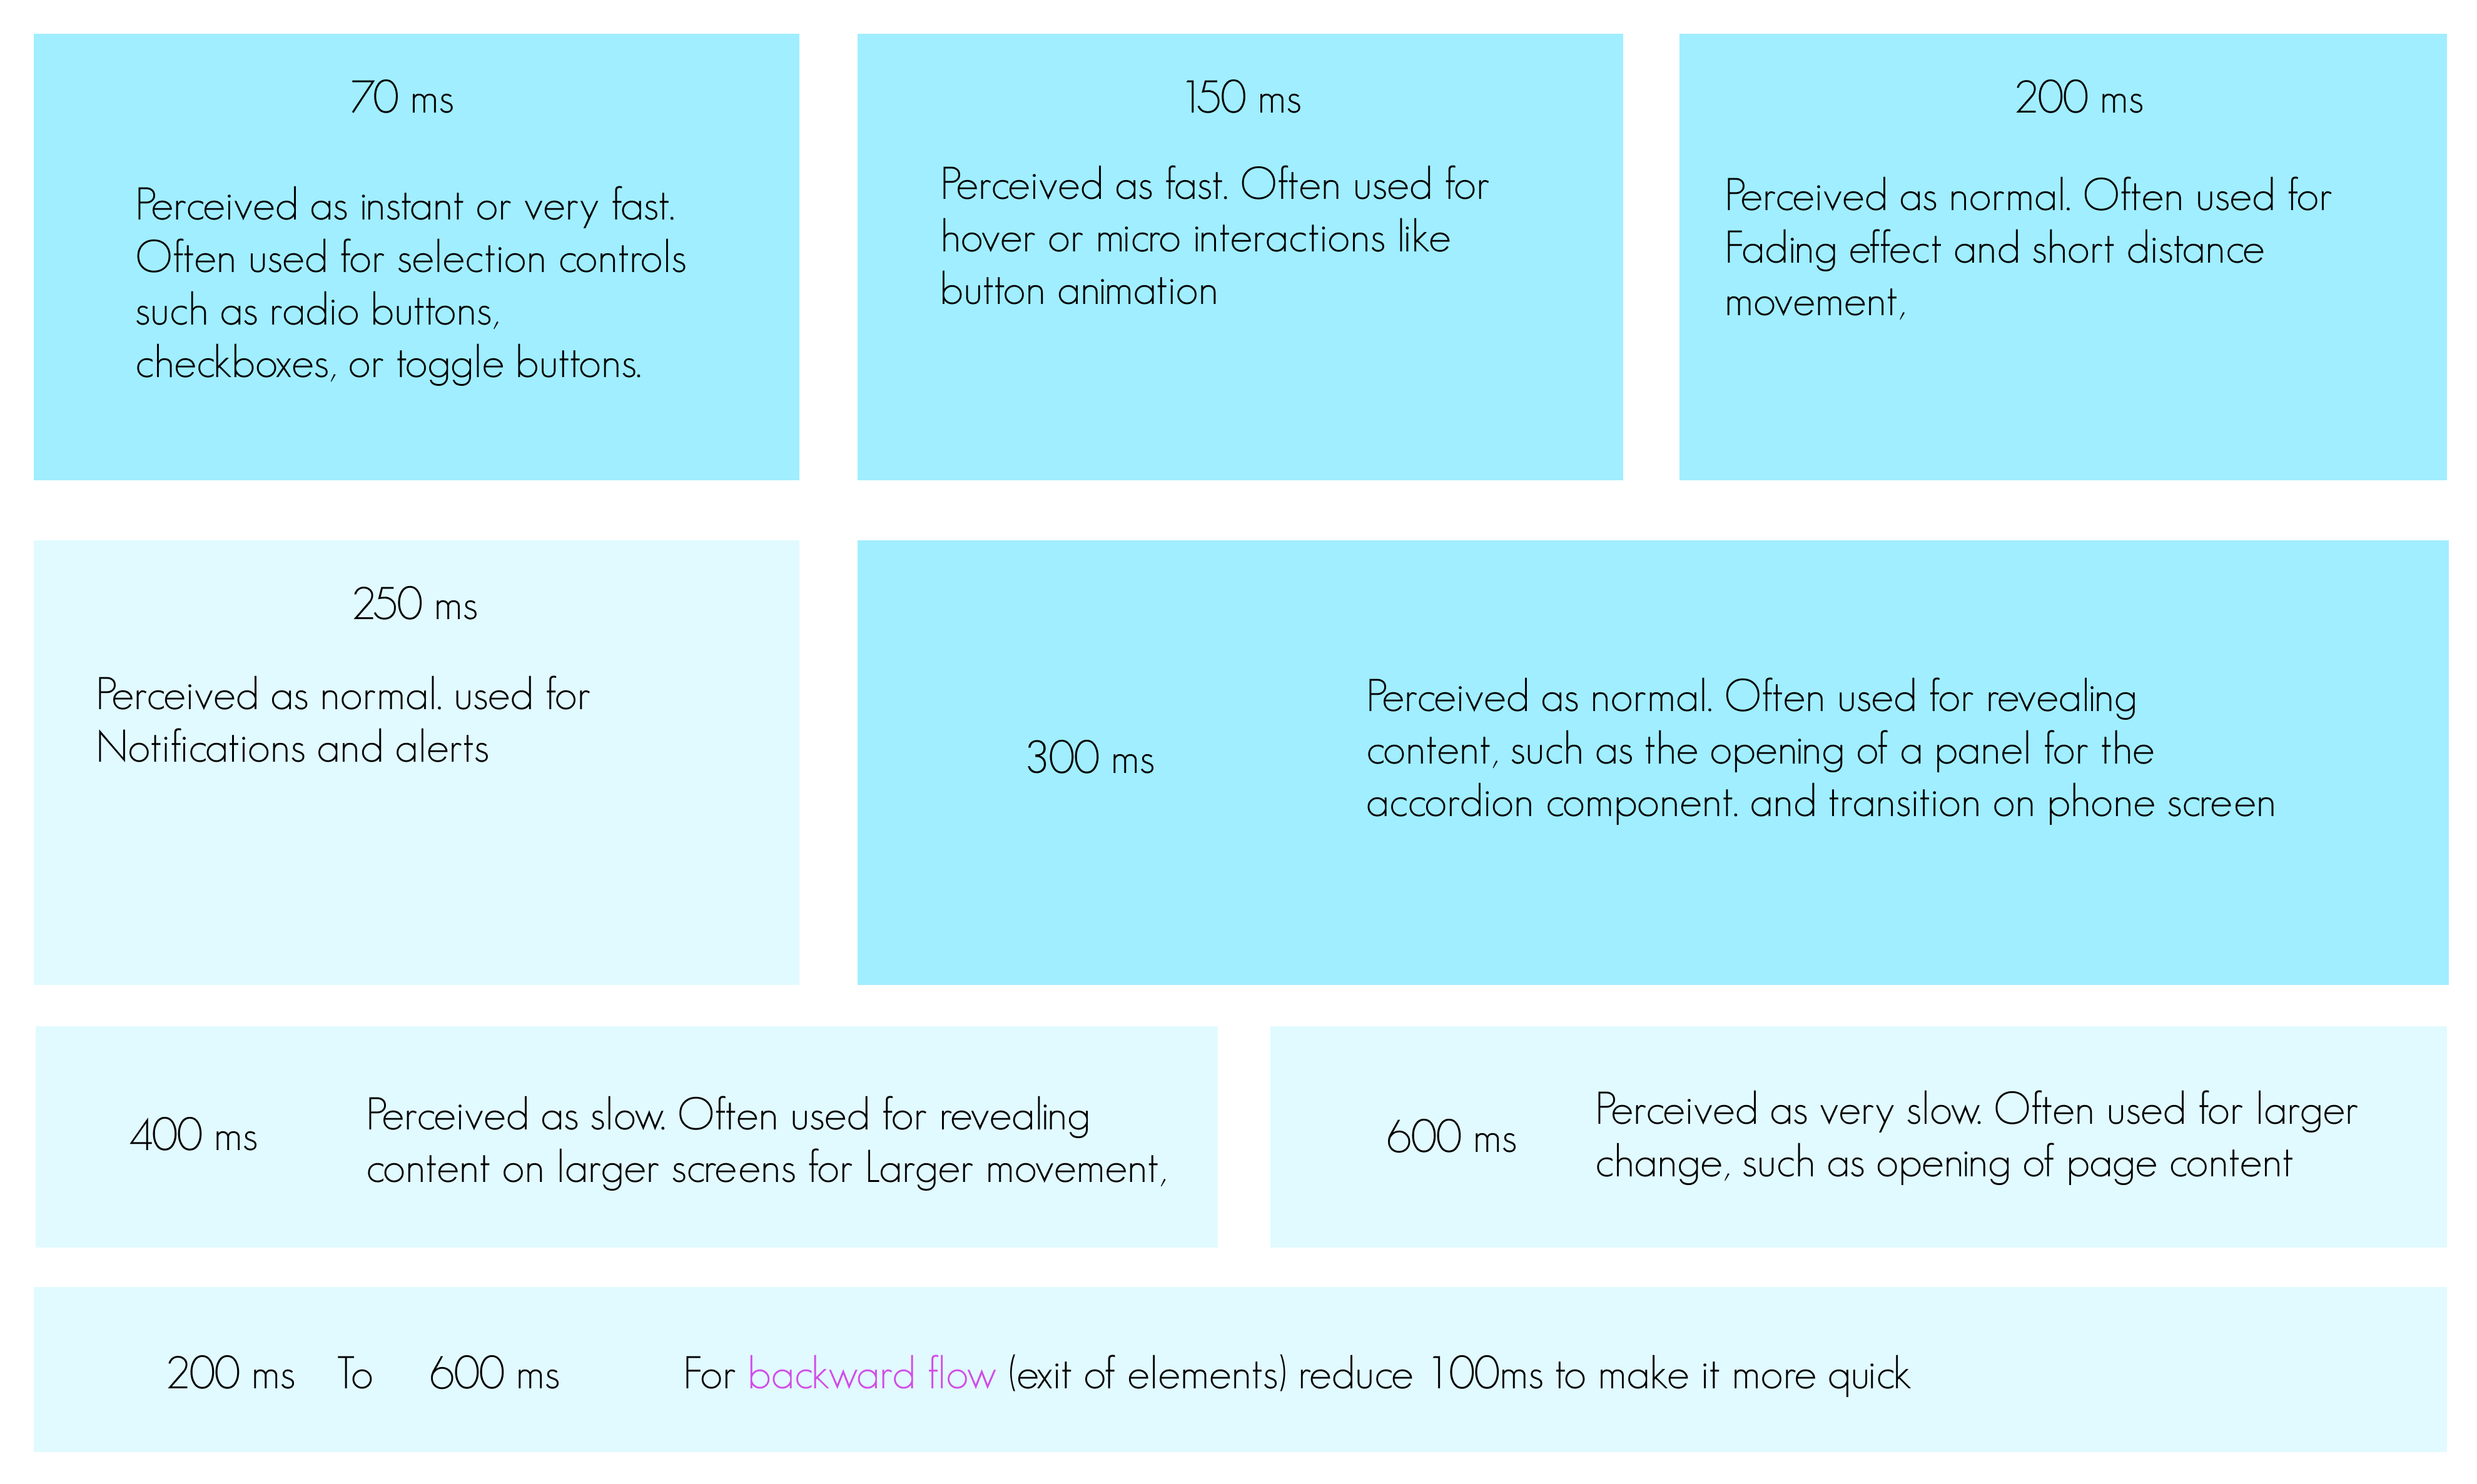 70 ms
Perceived as instant or very fast.
Often used for selection controls
such as radio buttons,
checkboxes, or toggle buttons.
150 ms
Perceived as fast. Often used for
hover or micro interactions like
button animation
200 ms
Perceived as normal. Often used for
Fading effect and short distance
movement,
250 ms
Perceived as normal. used for
Notifications and alerts
300 ms
Perceived as normal. Often used for revealing
content, such as the opening of a panel for the
accordion component. and transition on phone screen
400 ms
Perceived as slow. Often used for revealing
content on larger screens for Larger movement,
600 ms
Perceived as very slow. Often used for larger
change, such as opening of page content
200 ms To 600 ms For backward flow (exit of elements) reduce 100ms to make it more quick